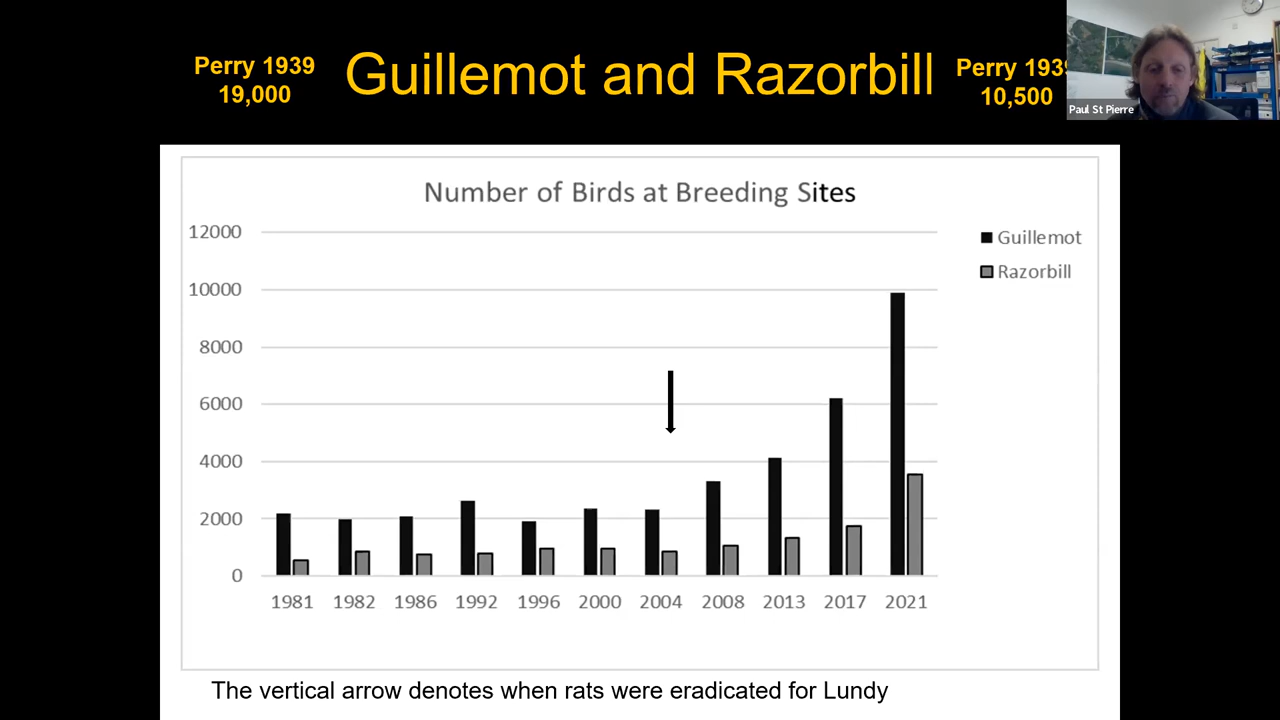 Perry 1939
19,000
Guillemot and Razorbill
Perry 1939
10,500
Paul St Pierre
Number of Birds at Breeding Sites
12000
10000
8000
6000
4000
2000
0
Guillemot
Razorbill
1981 1982 1986 1992 1996 2000 2004 2008 2013 2017 2021
The vertical arrow denotes when rats were eradicated for Lundy